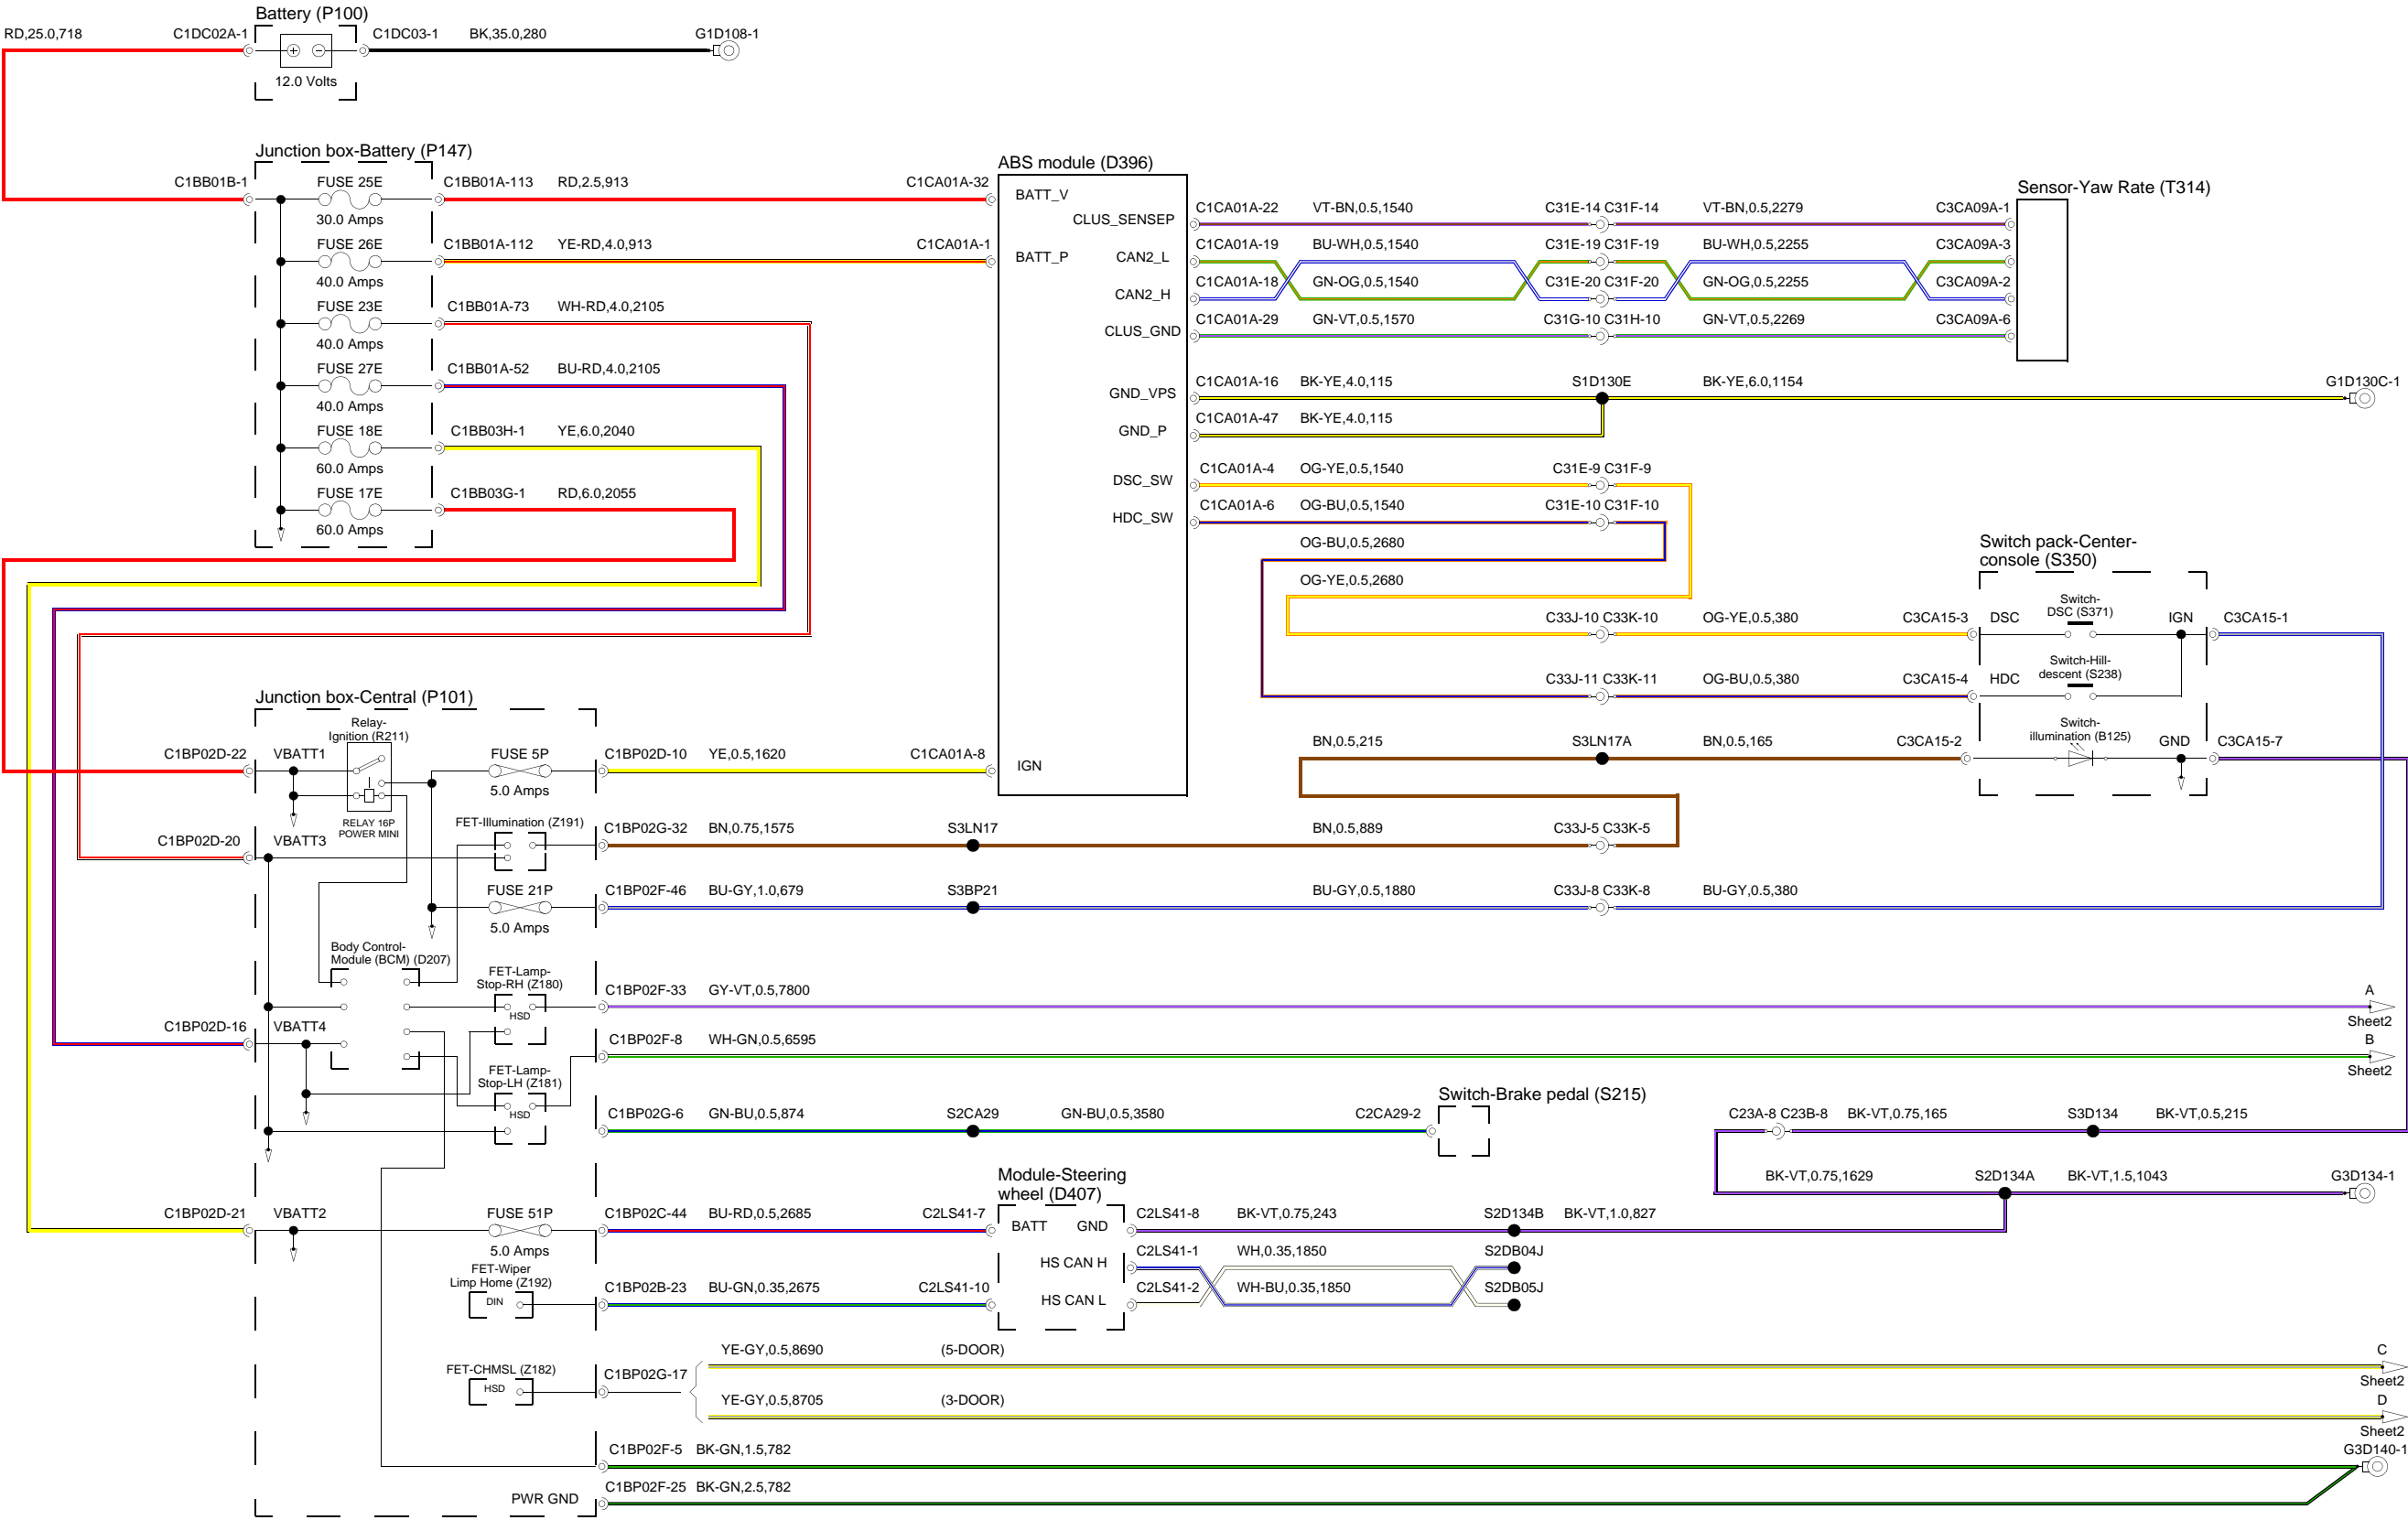 Battery (P100)
RD,25.0,718
C1DC02A-1
C1DC03-1
BK,35.0,280
G1D108-1
12.0 Volts
Junction box-Battery (P147)
C1BB01B-1
FUSE 25E
30.0 Amps
C1BB01A-113
RD,2.5,913
C1CA01A-32
FUSE 26E
40.0 Amps
C1BB01A-112
YE-RD,4.0,913
C1CA01A-1
FUSE 23E
40.0 Amps
C1BB01A-73
WH-RD,4.0,2105
FUSE 27E
40.0 Amps
C1BB01A-52
BU-RD,4.0,2105
FUSE 18E
60.0 Amps
C1BB03H-1
YE,6.0,2040
FUSE 17E
60.0 Amps
C1BB03G-1
RD,6.0,2055
ABS module (D396)
BATT_V
CLUS_SENSEP
BATT_P
CAN2_L
CAN2_H
CLUS_GND
GND_VPS
GND_P
DSC_SW
HDC_SW
IGN
Sensor-Yaw Rate (T314)
C1CA01A-22
VT-BN,0.5,1540
C31E-14 C31F-14
VT-BN,0.5,2279
C3CA09A-1
C1CA01A-19
BU-WH,0.5,1540
C31E-19 C31F-19
BU-WH,0.5,2255
C3CA09A-3
C1CA01A-18
GN-OG,0.5,1540
C31E-20 C31F-20
GN-OG,0.5,2255
C3CA09A-2
C1CA01A-29
GN-VT,0.5,1570
C31G-10 C31H-10
GN-VT,0.5,2269
C3CA09A-6
C1CA01A-16
BK-YE,4.0,115
S1D130E
BK-YE,6.0,1154
G1D130C-1
C1CA01A-47
BK-YE,4.0,115
C1CA01A-4
OG-YE,0.5,1540
C31E-9 C31F-9
C1CA01A-6
OG-BU,0.5,1540
C31E-10 C31F-10
OG-BU,0.5,2680
OG-YE,0.5,2680
Switch pack-Center-
console (S350)
C33J-10 C33K-10
OG-YE,0.5,380
C3CA15-3
DSC
Switch-
DSC (S371)
IGN
C3CA15-1
C33J-11 C33K-11
OG-BU,0.5,380
C3CA15-4
HDC
Switch-Hill-
descent (S238)
BN,0.5,215
S3LN17A
BN,0.5,165
C3CA15-2
Switch-
illumination (B125)
GND
C3CA15-7
Junction box-Central (P101)
Relay-
Ignition (R211)
C1BP02D-22
VBATT1
FUSE 5P
5.0 Amps
C1BP02D-10
YE,0.5,1620
C1CA01A-8
RELAY 16P
POWER MINI
C1BP02D-20
VBATT3
FET-Illumination (Z191)
C1BP02G-32
BN,0.75,1575
S3LN17
BN,0.5,889
C33J-5 C33K-5
FUSE 21P
5.0 Amps
C1BP02F-46
BU-GY,1.0,679
S3BP21
BU-GY,0.5,1880
C33J-8 C33K-8
BU-GY,0.5,380
Body Control-
Module (BCM) (D207)
FET-Lamp-
Stop-RH (Z180)
HSD
C1BP02F-33
GY-VT,0.5,7800
A
Sheet2
C1BP02D-16
VBATT4
C1BP02F-8
WH-GN,0.5,6595
B
Sheet2
FET-Lamp-
Stop-LH (Z181)
HSD
C1BP02G-6
GN-BU,0.5,874
S2CA29
GN-BU,0.5,3580
C2CA29-2
Switch-Brake pedal (S215)
C23A-8 C23B-8
BK-VT,0.75,165
S3D134
BK-VT,0.5,215
BK-VT,0.75,1629
S2D134A
BK-VT,1.5,1043
G3D134-1
Module-Steering
wheel (D407)
C1BP02D-21
VBATT2
FUSE 51P
5.0 Amps
C1BP02C-44
BU-RD,0.5,2685
C2LS41-7
BATT
GND
C2LS41-8
BK-VT,0.75,243
S2D134B
BK-VT,1.0,827
HS CAN H
C2LS41-1
WH,0.35,1850
S2DB04J
FET-Wiper
Limp Home (Z192)
DIN
C1BP02B-23
BU-GN,0.35,2675
C2LS41-10
HS CAN L
C2LS41-2
WH-BU,0.35,1850
S2DB05J
FET-CHMSL (Z182)
HSD
C1BP02G-17
YE-GY,0.5,8690
(5-DOOR)
C
Sheet2
YE-GY,0.5,8705
(3-DOOR)
D
Sheet2
C1BP02F-5
BK-GN,1.5,782
G3D140-1
PWR GND
C1BP02F-25
BK-GN,2.5,782